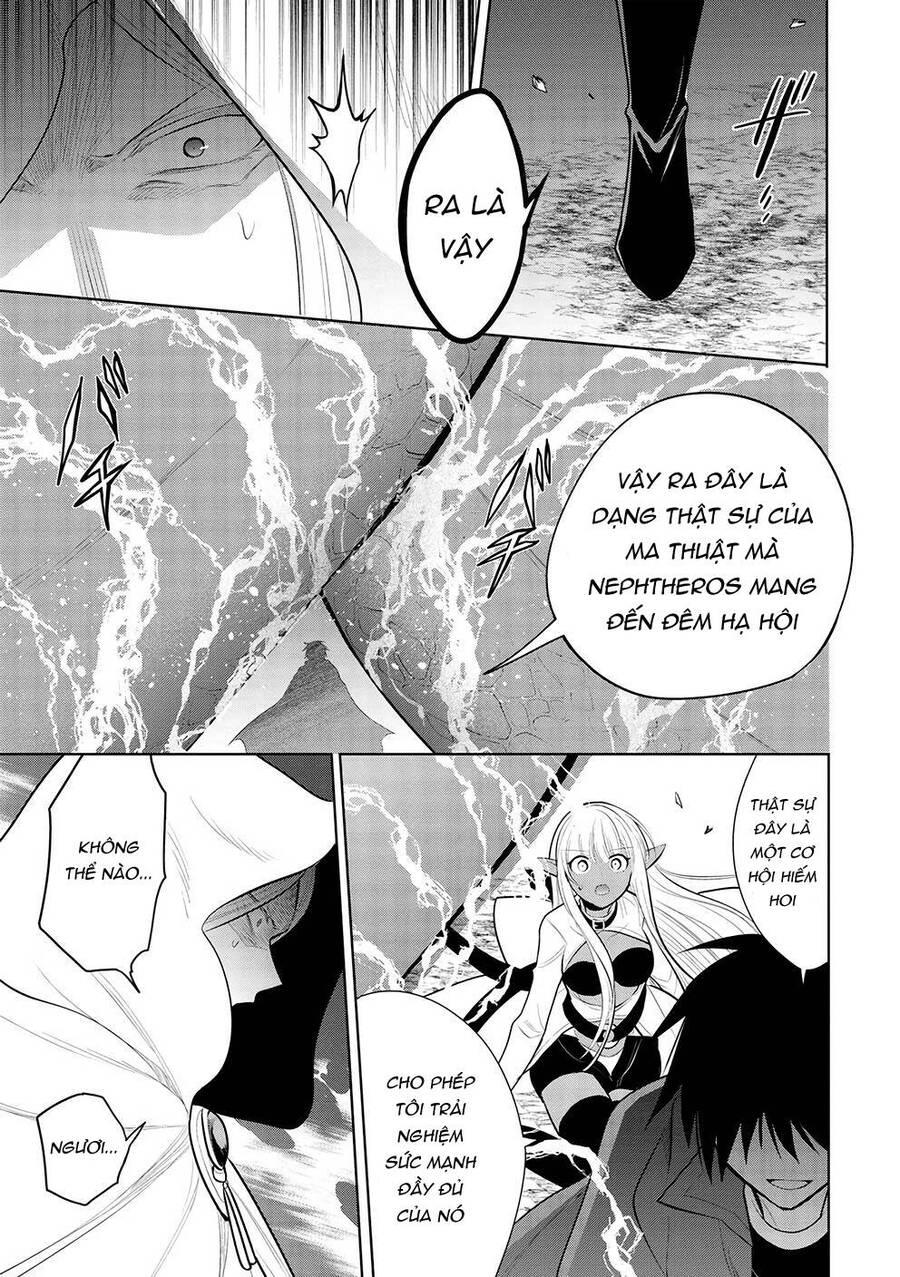 RA LÀ
VẬY
VẬY RA ĐÂY LÀ
DẠNG THẬT SỰ CỦA
MA THUẬT MÀ
NEPHTHEROS MANG
ĐẾN ĐÊM HẠ HỘI
THẬT SỰ
ĐÂY LÀ
MỘT CƠ
HỘI HIẾM
HOI
CHO PHÉP
TÔI TRẢI
NGHIỆM
SỨC MẠNH
ĐẦY ĐỦ
CỦA NÓ
KHÔNG
THỂ NÀO...
NGƯƠI...